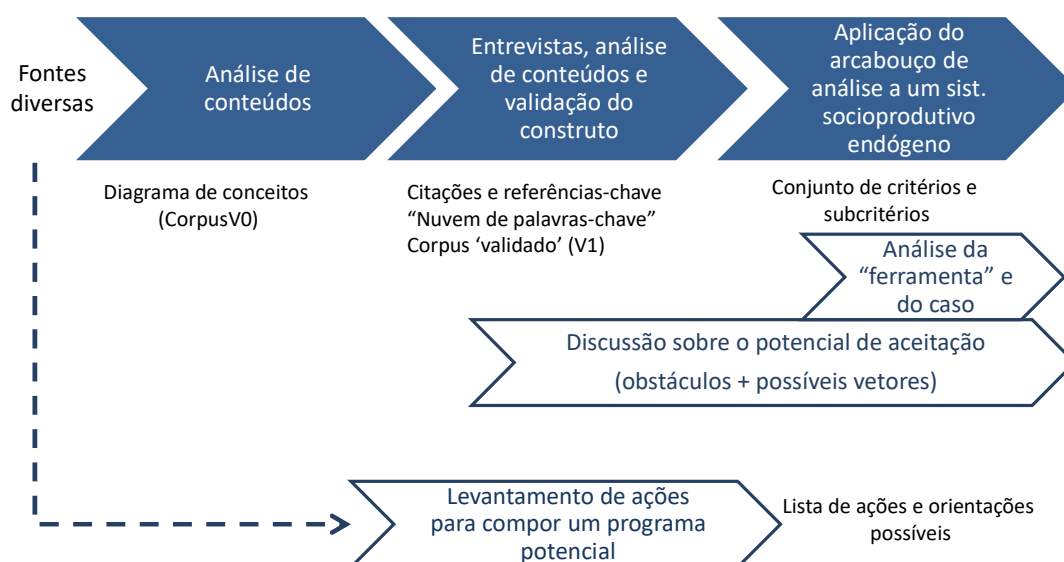 Fontes
diversas
Análise de
conteúdos
Entrevistas, análise
de conteúdos e
validação do
construto
Aplicação do
arcabouço de
análise a um sist.
socioprodutivo
endógeno
Diagrama de conceitos
(CorpusV0)
Citações e referências-chave
“Nuvem de palavras-chave”
Corpus ‘validado’ (V1)
Conjunto de critérios e
subcritérios
Análise da
“ferramenta” e
do caso
Discussão sobre o potencial de aceitação
(obstáculos + possíveis vetores)
Levantamento de ações
para compor um programa
potencial
Lista de ações e orientações
possíveis